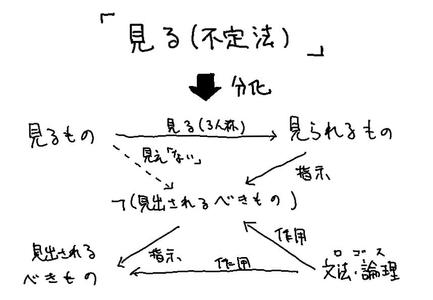 「見る(不定法)」
分化
見るもの
見る(3人称)
見られるもの
見え「ない」
指示
¬(見出されるべきもの)
見出される
べきもの
指示
作用
作用
ロゴス
文法・論理